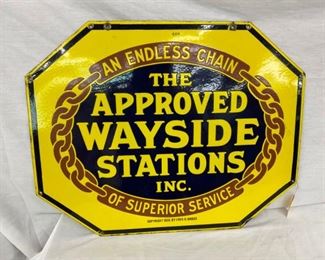 AN ENDLESS CHAIN
THE
APPROVED
WAYSIDE
STATIONS
INC.
OF SUPERIOR SERVICE